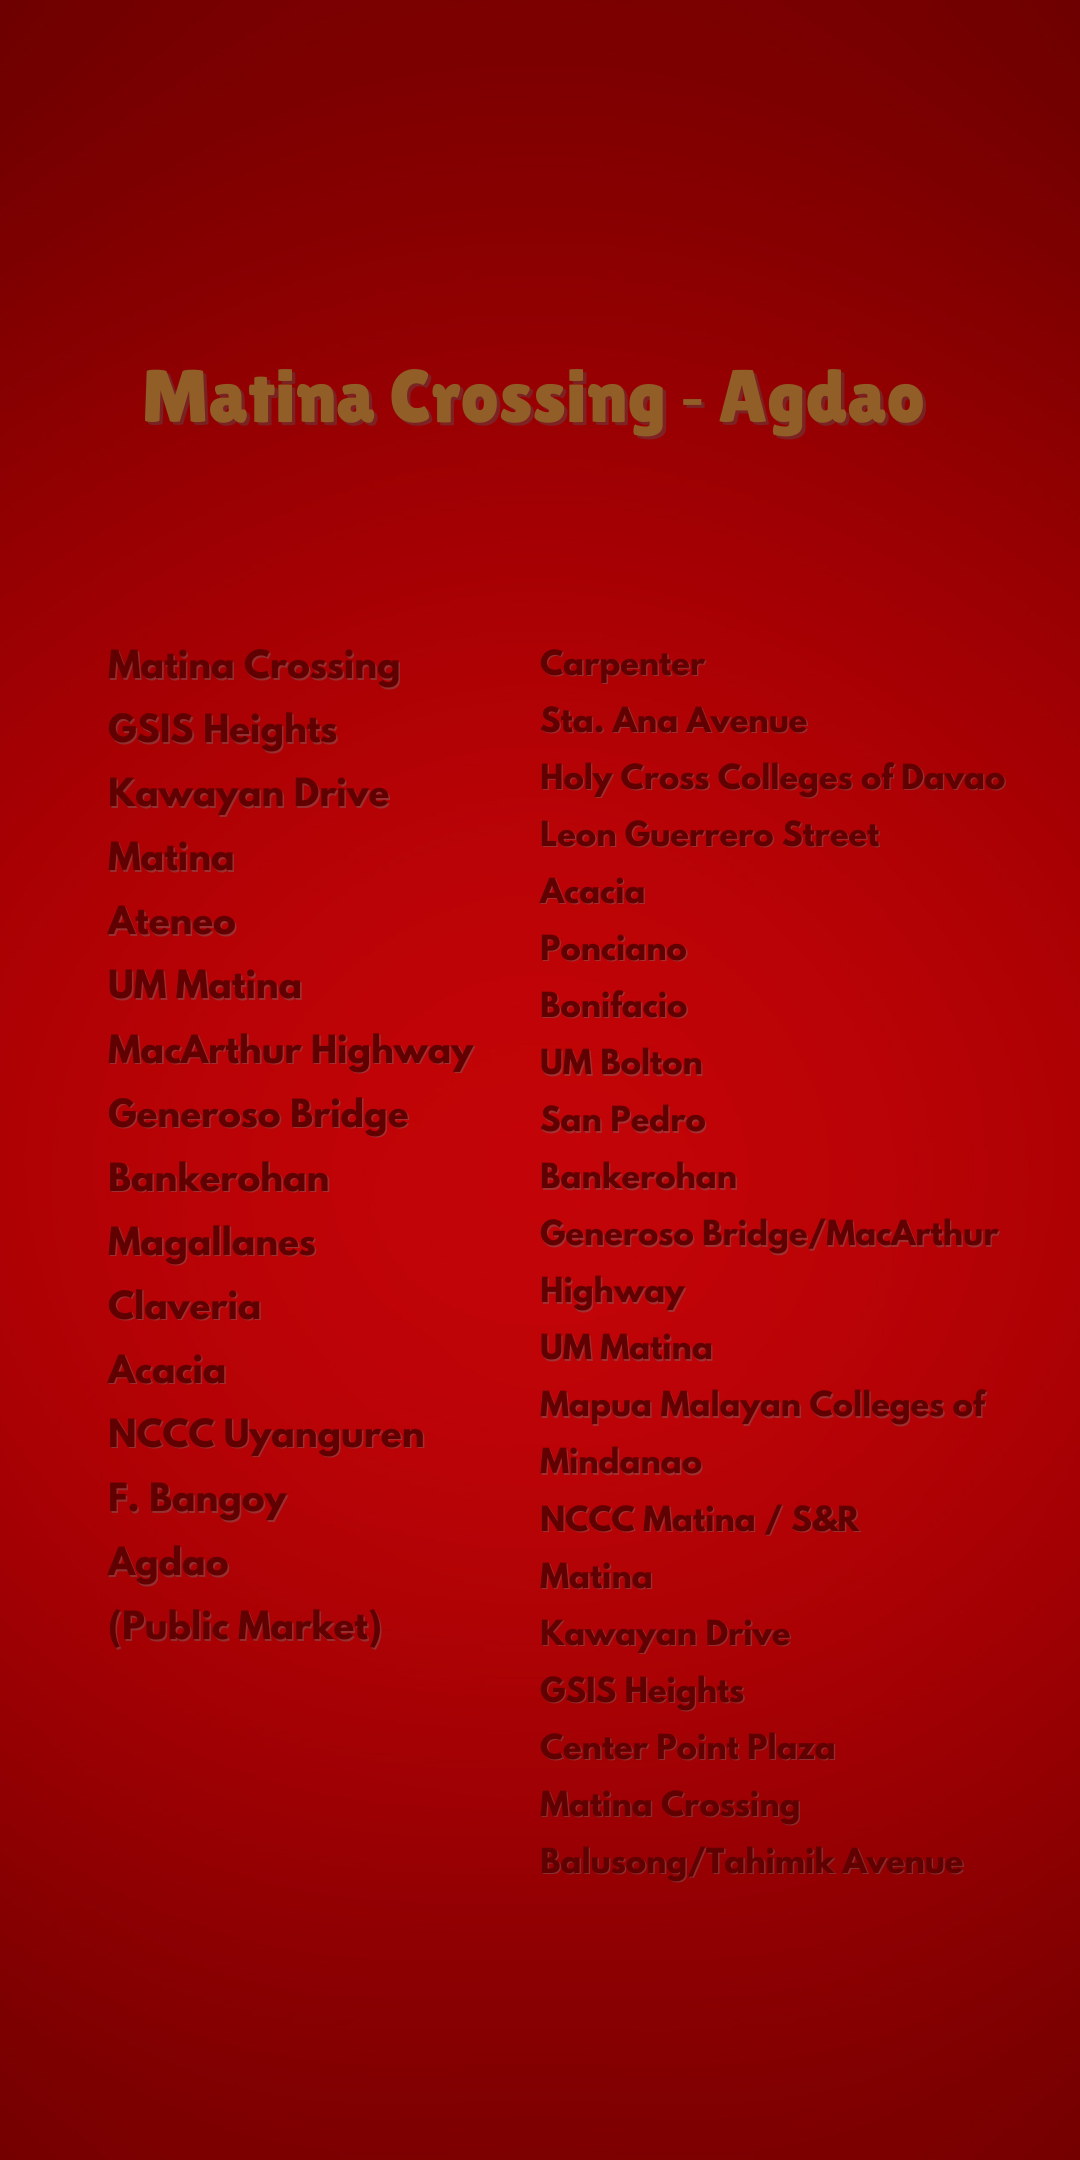 Matina Crossing - Agdao
Matina Crossing
GSIS Heights
Kawayan Drive
Matina
Ateneo
UM Matina
MacArthur Highway
Generoso Bridge
Bankerohan
Magallanes
Claveria
Acacia
NCCC Uyanguren
F. Bangoy
Agdao
(Public Market)
Carpenter
Sta. Ana Avenue
Holy Cross Colleges of Davao
Leon Guerrero Street
Acacia
Ponciano
Bonifacio
UM Bolton
San Pedro
Bankerohan
Generoso Bridge/MacArthur
Highway
UM Matina
Mapua Malayan Colleges of
Mindanao
NCCC Matina / S&R
Matina
Kawayan Drive
GSIS Heights
Center Point Plaza
Matina Crossing
Balusong/Tahimik Avenue